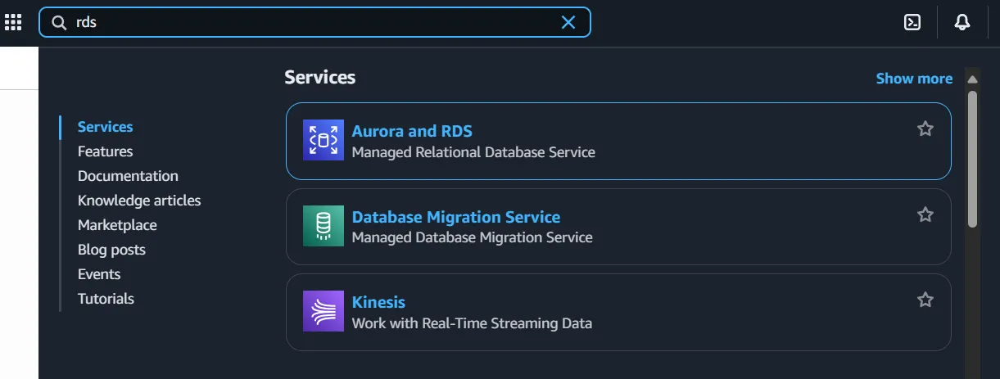 rds
Services
Show more
Services
Features
Documentation
Knowledge articles
Marketplace
Blog posts
Events
Tutorials
Aurora and RDS
Managed Relational Database Service
Database Migration Service
Managed Database Migration Service
Kinesis
Work with Real-Time Streaming Data